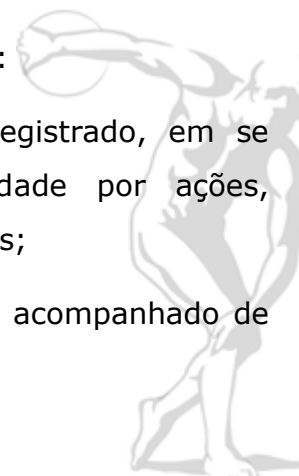 :
egistrado, em se
dade por ações,
s;
acompanhado de